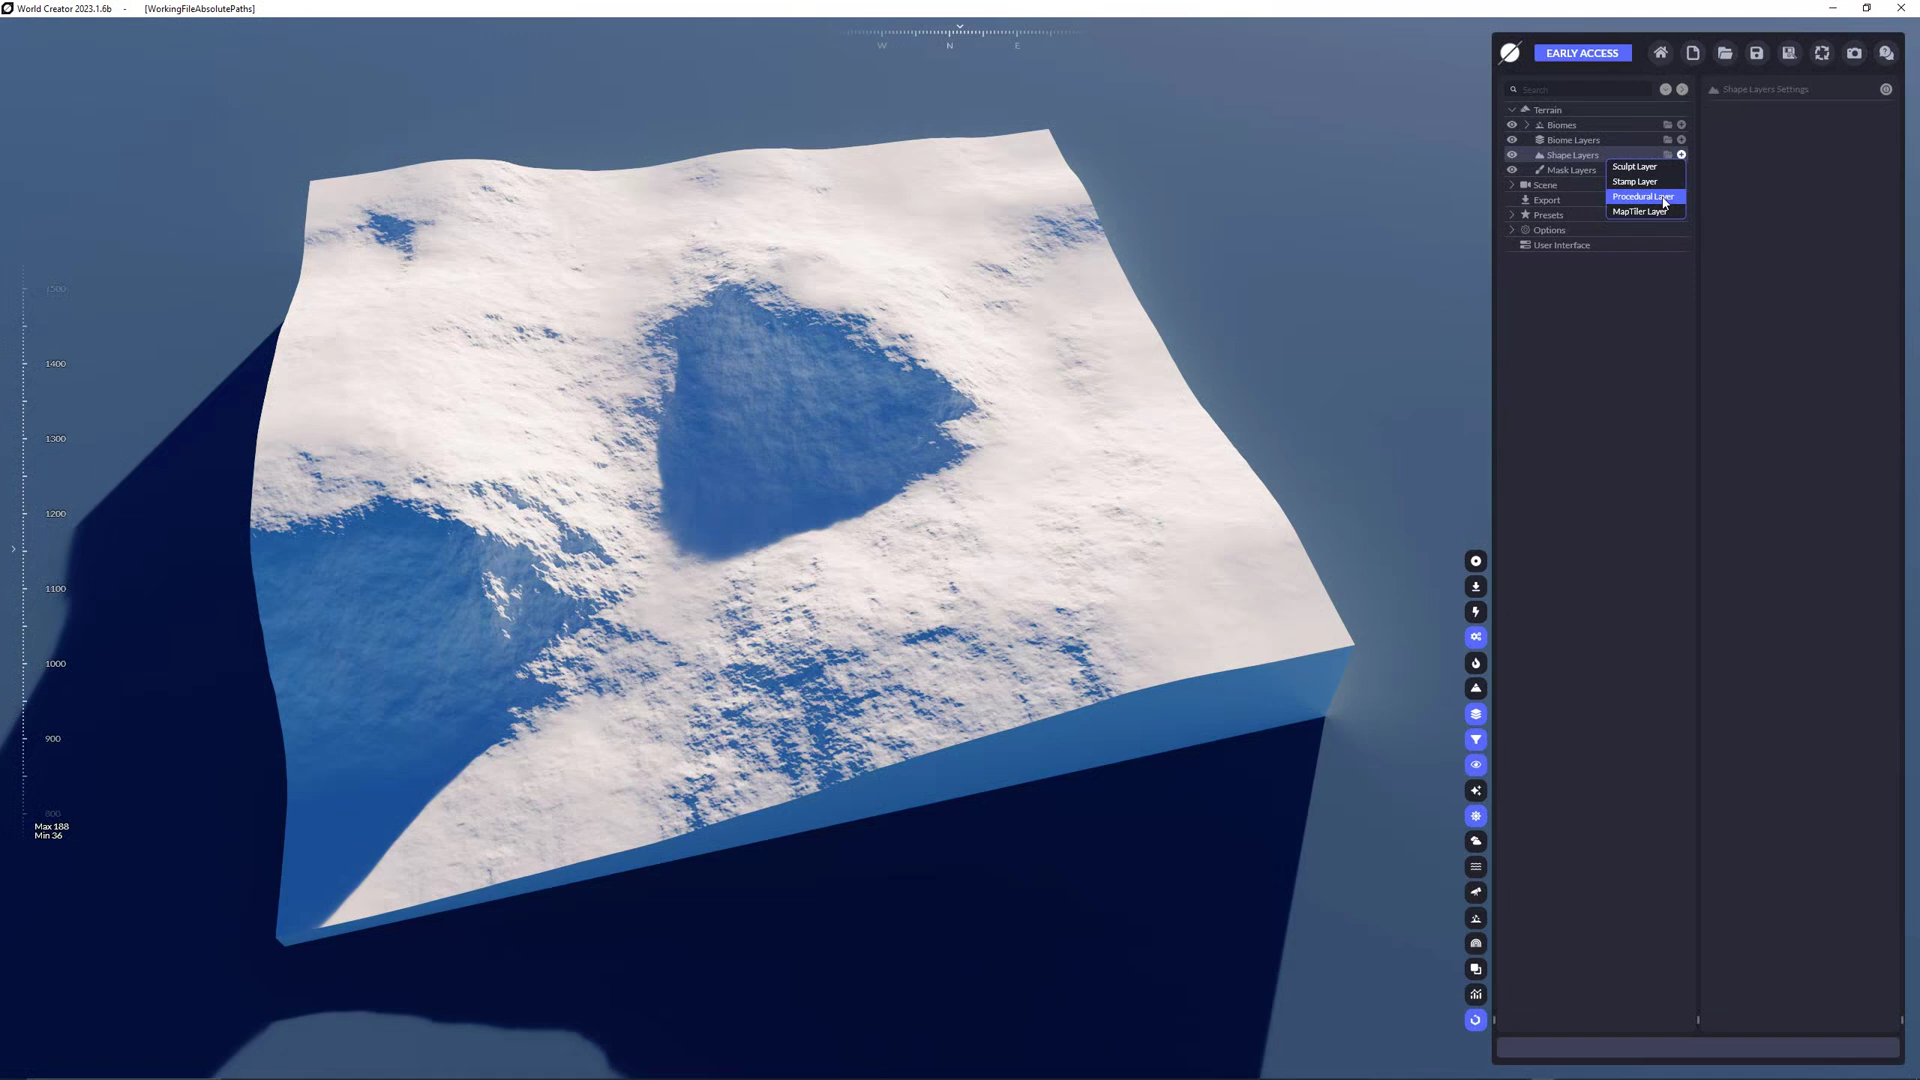 World Creator 2023.1.6b - [WorkingFileAbsolutePaths]
W N E
EARLY ACCESS
Search
Shape Layers Settings
Terrain
Biomes
Biome Layers
Shape Layers
Mask Layers
Scene
Export
Presets
Options
User Interface
Sculpt Layer
Stamp Layer
Procedural Layer
MapTiler Layer
1500
1400
1300
1200
1100
1000
900
800
Max 188
Min 36